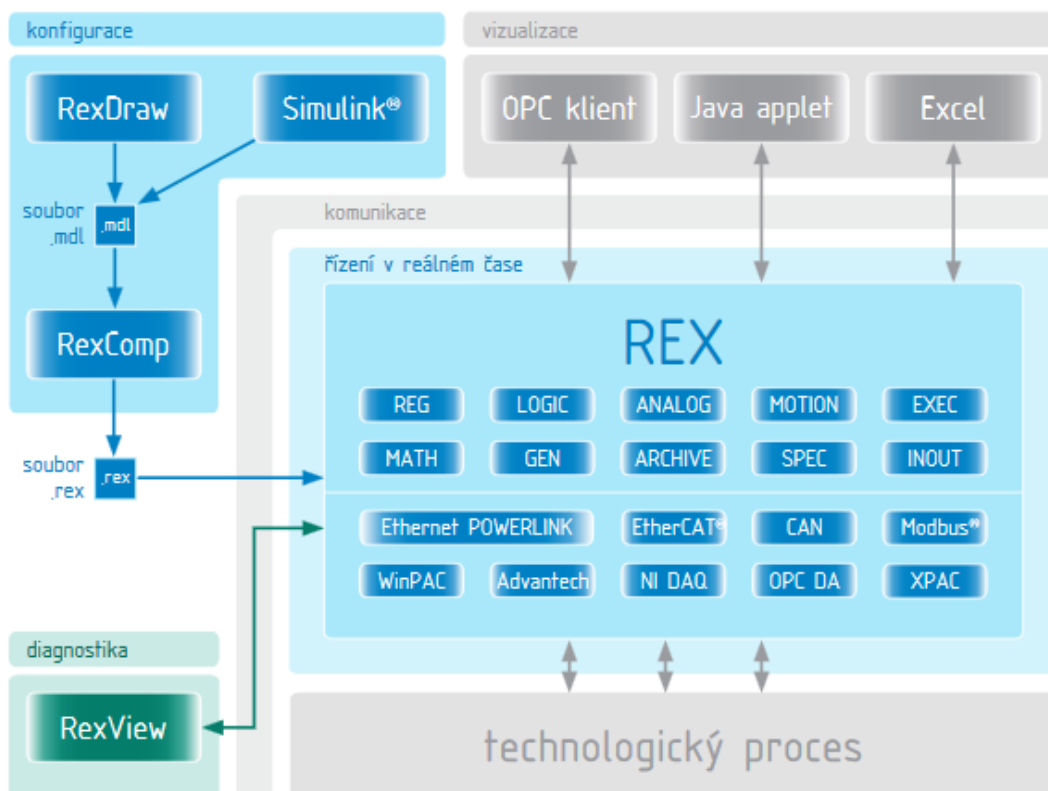 konfigurace
vizualizace
RexDraw
Simulink®
OPC klient
Java applet
Excel
soubor
.mdl
.mdl
komunikace
řízení v reálném čase
RexComp
REX
REG
LOGIC
ANALOG
MOTION
EXEC
MATH
GEN
ARCHIVE
SPEC
INOUT
soubor
.rex
.rex
Ethernet POWERLINK
EtherCAT®
CAN
Modbus®
WinPAC
Advantech
NI DAQ
OPC DA
XPAC
diagnostika
RexView
technologický proces